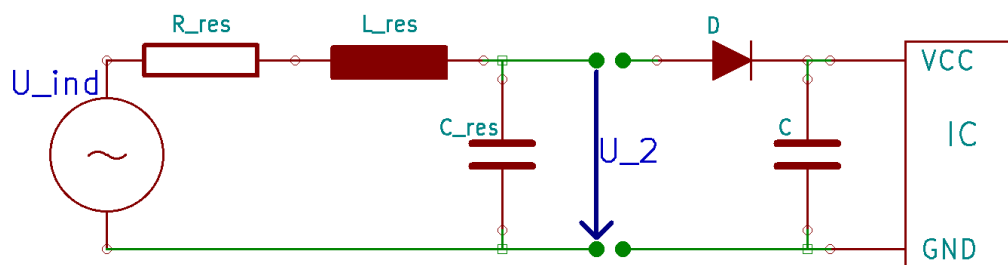 R_res
L_res
D
U_ind
VCC
C_res
C
U_2
IC
GND